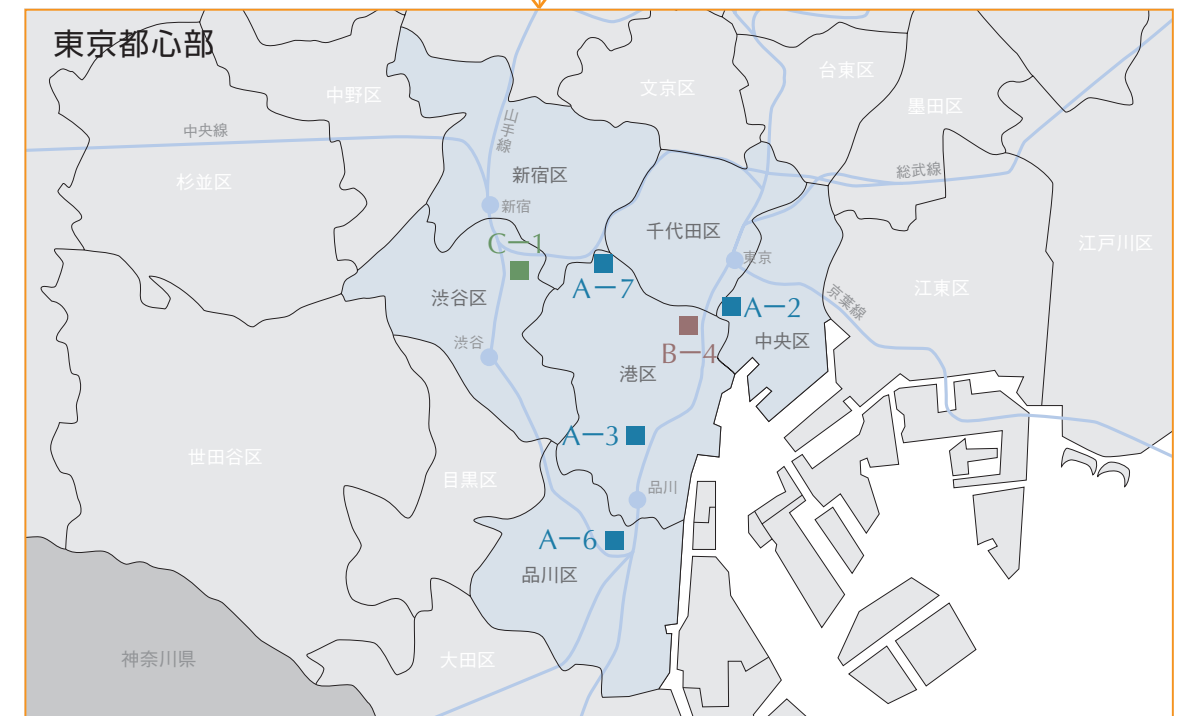 東京都心部
台東区
文京区
中野区
墨田区
山手線
中央線
総武線
新宿区
杉並区
新宿
千代田区
C－1
江戸川区
東京
A－7
江東区
渋谷区
京葉線
A－2
渋谷
中央区
B－4
港区
A－3
世田谷区
目黒区
品川
A－6
品川区
神奈川県
大田区